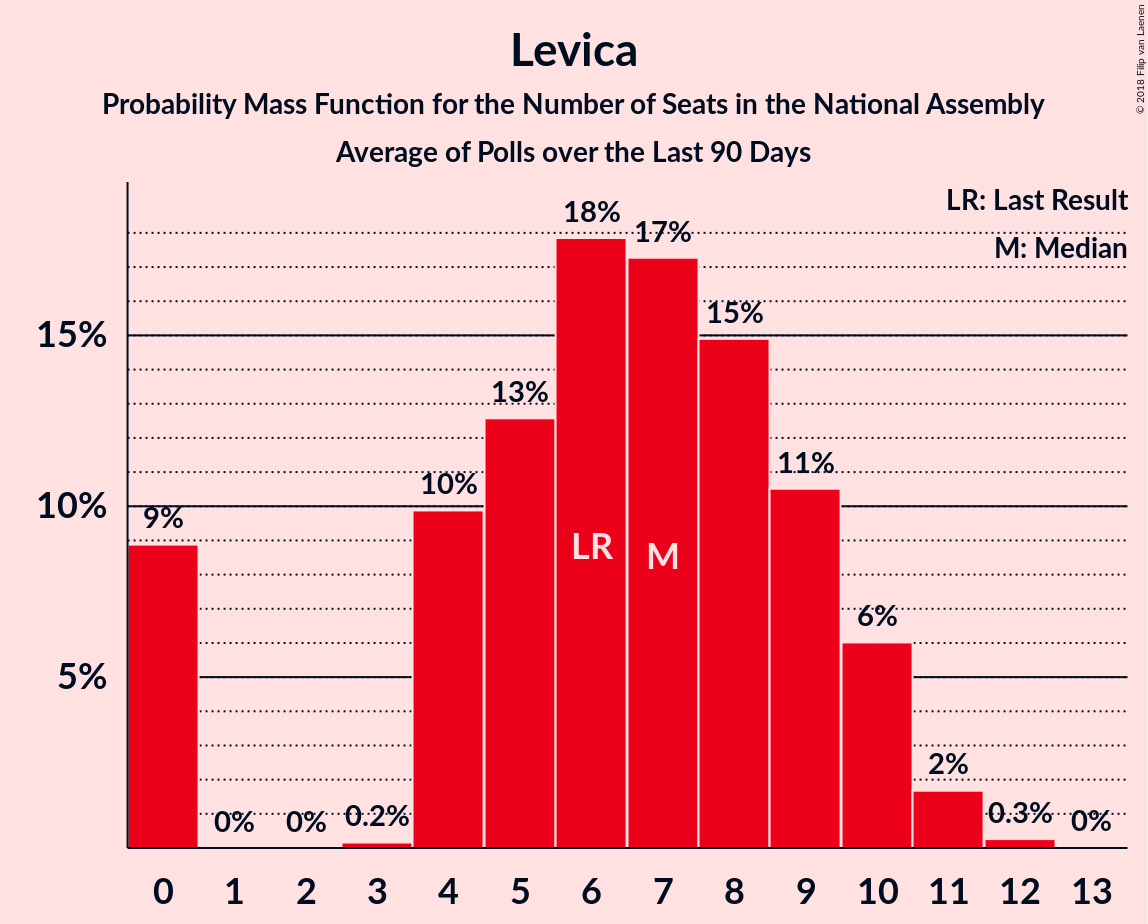 Levica
Probability Mass Function for the Number of Seats in the National Assembly
Average of Polls over the Last 90 Days
© 2018 Filip van Laenen
LR: Last Result
M: Median
15%
10%
5%
9%
0%
0%
0.2%
10%
13%
18%
17%
15%
11%
6%
2%
0.3%
0%
LR
M
0 1 2 3 4 5 6 7 8 9 10 11 12 13